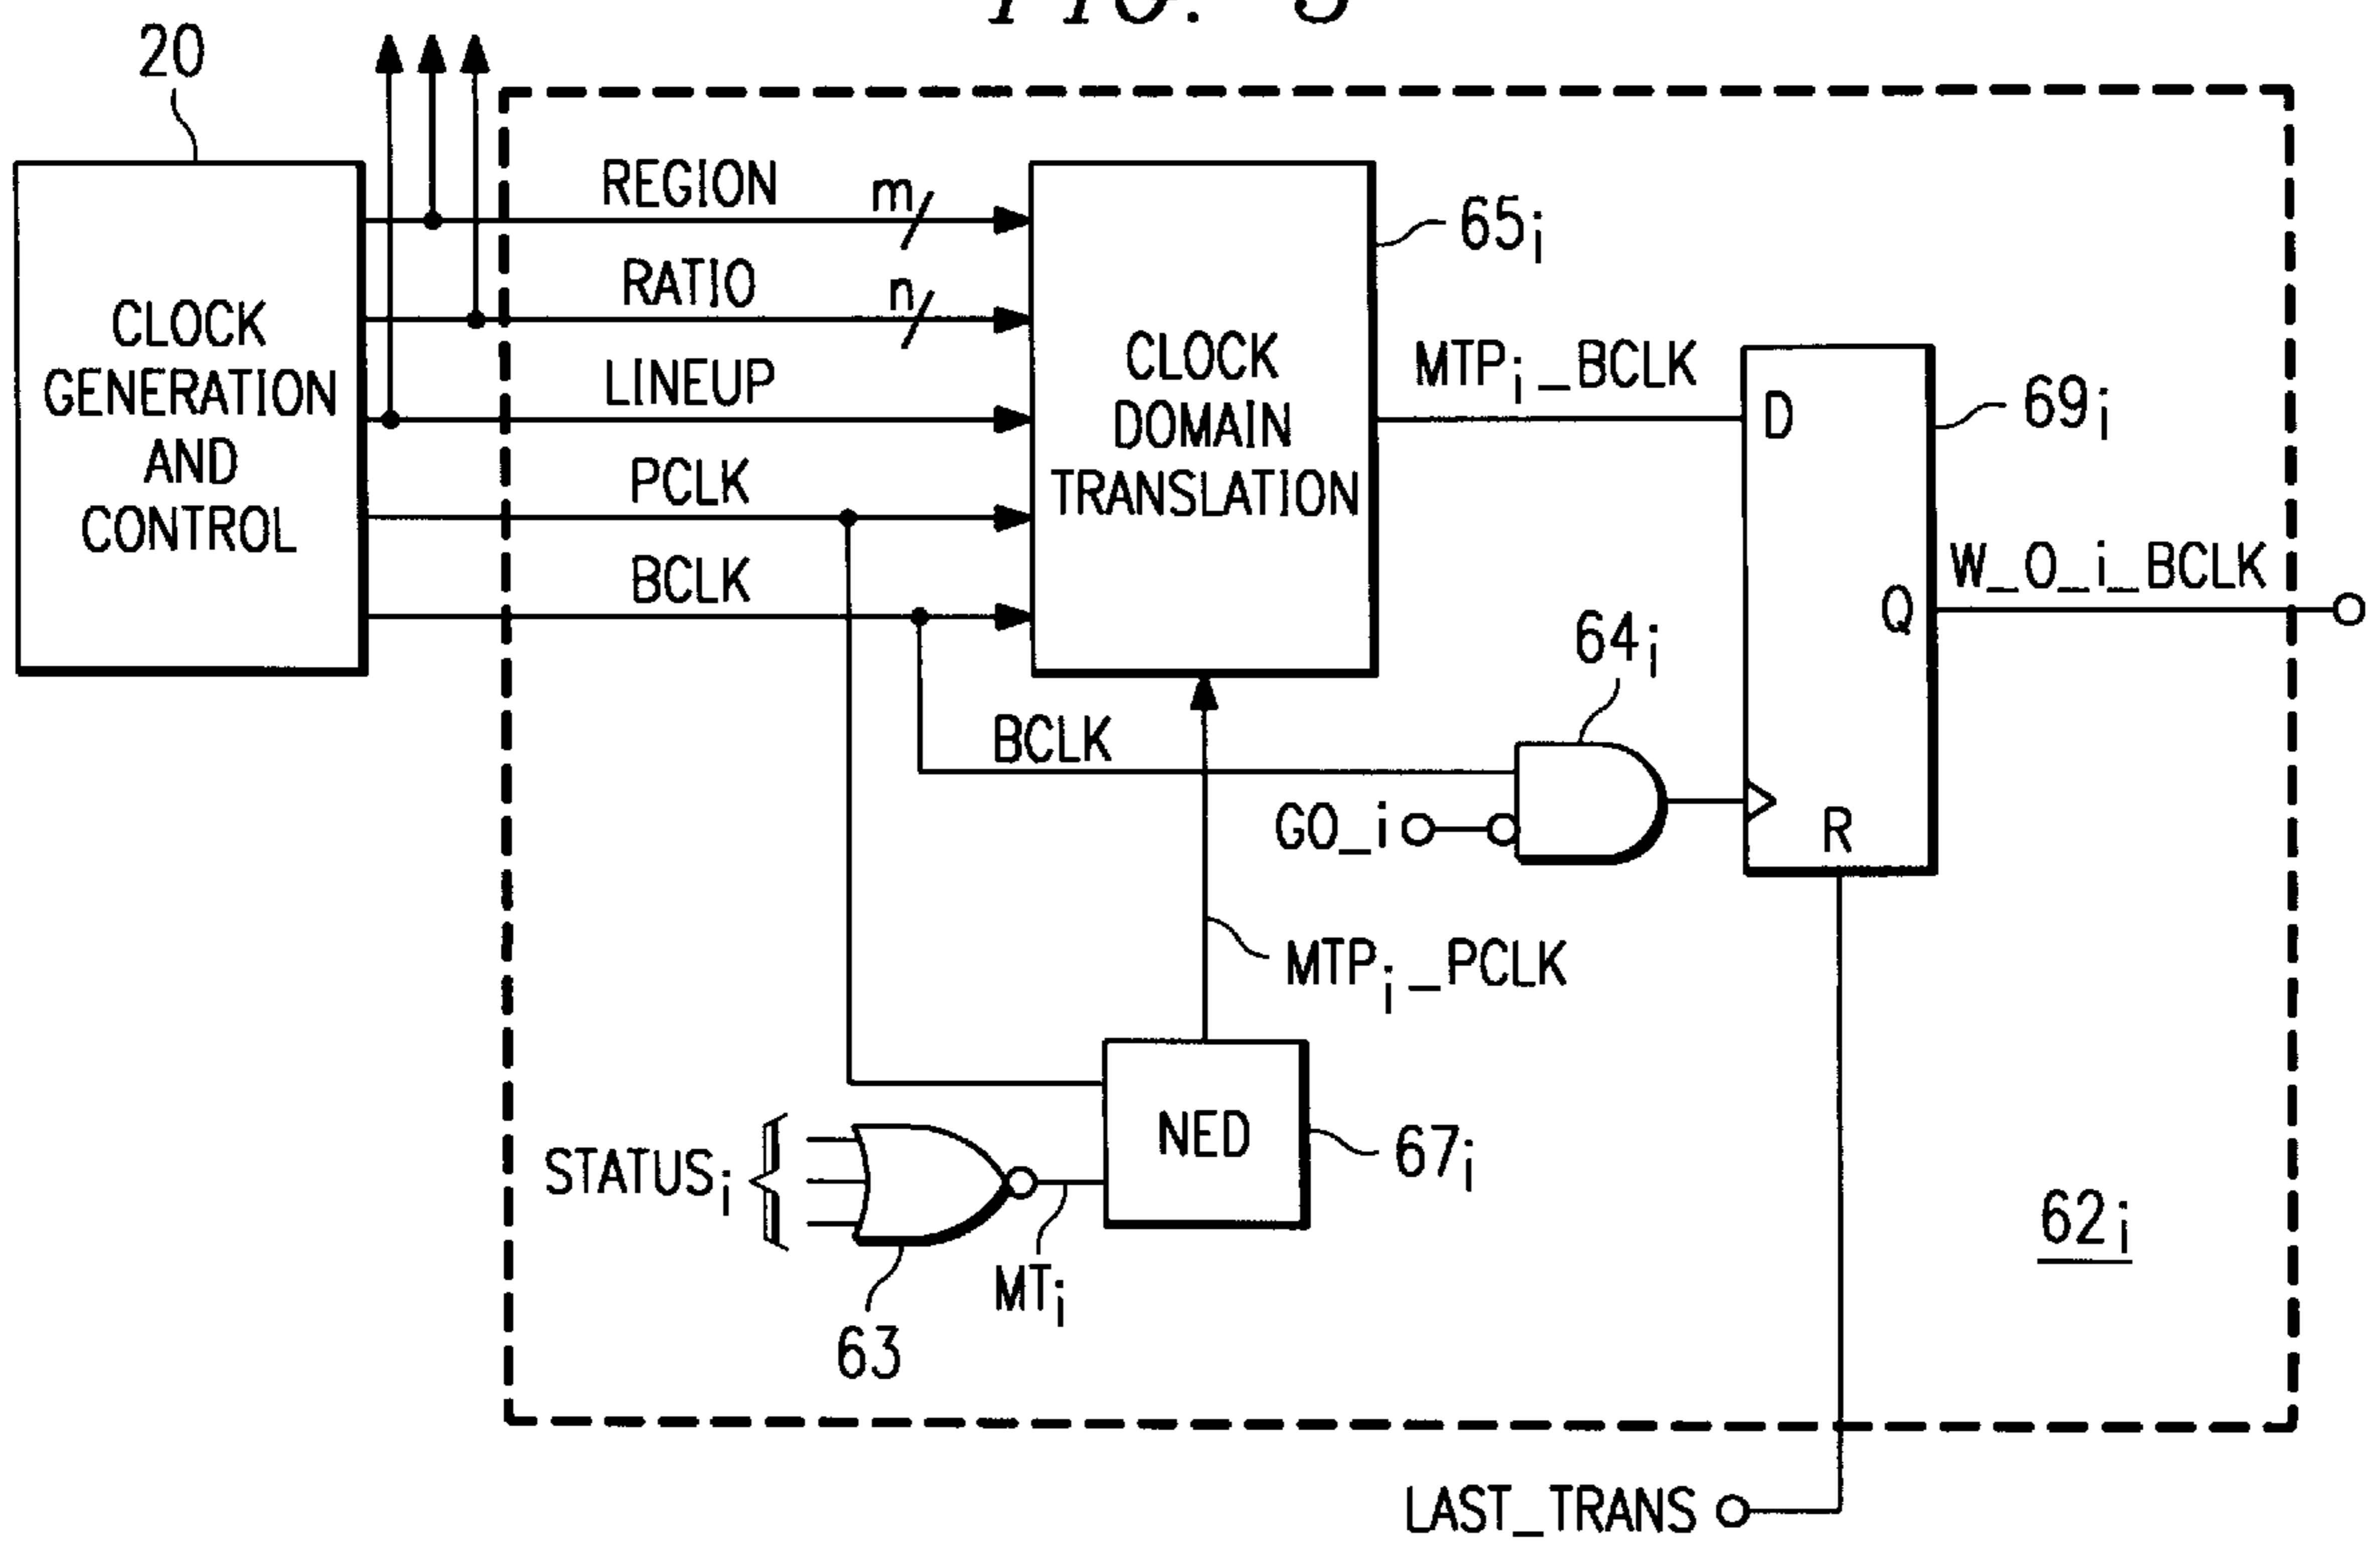 20
REGION
m
RATIO
n
LINEUP
PCLK
BCLK
CLOCK
GENERATION
AND
CONTROL
CLOCK
DOMAIN
TRANSLATION
65i
MTPi_BCLK
D
69i
Q
W_O_i_BCLK
64i
BCLK
GO_i
R
MTPi_PCLK
NED
67i
STATUSi
MTi
63
62i
LAST_TRANS